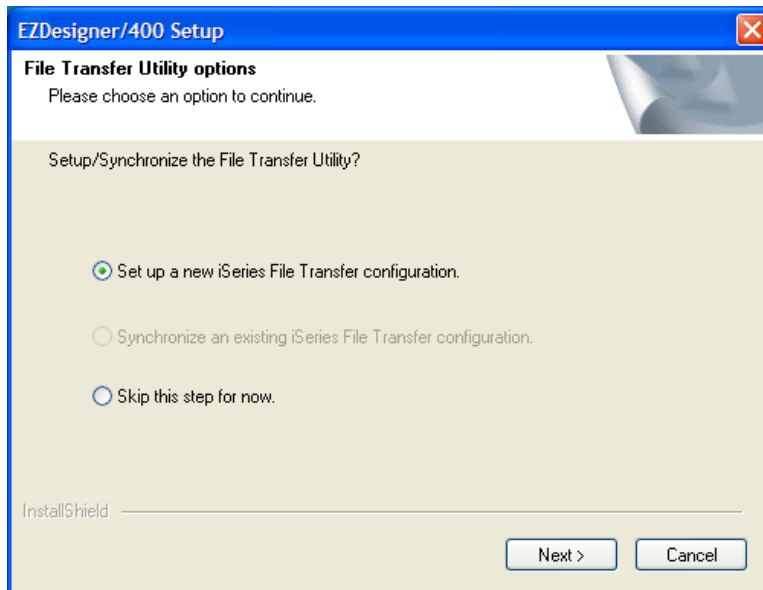 EZDesigner/400 Setup
File Transfer Utility options
Please choose an option to continue.
Setup/Synchronize the File Transfer Utility?
Set up a new iSeries File Transfer configuration.
Synchronize an existing iSeries File Transfer configuration.
Skip this step for now.
InstallShield
Next >
Cancel